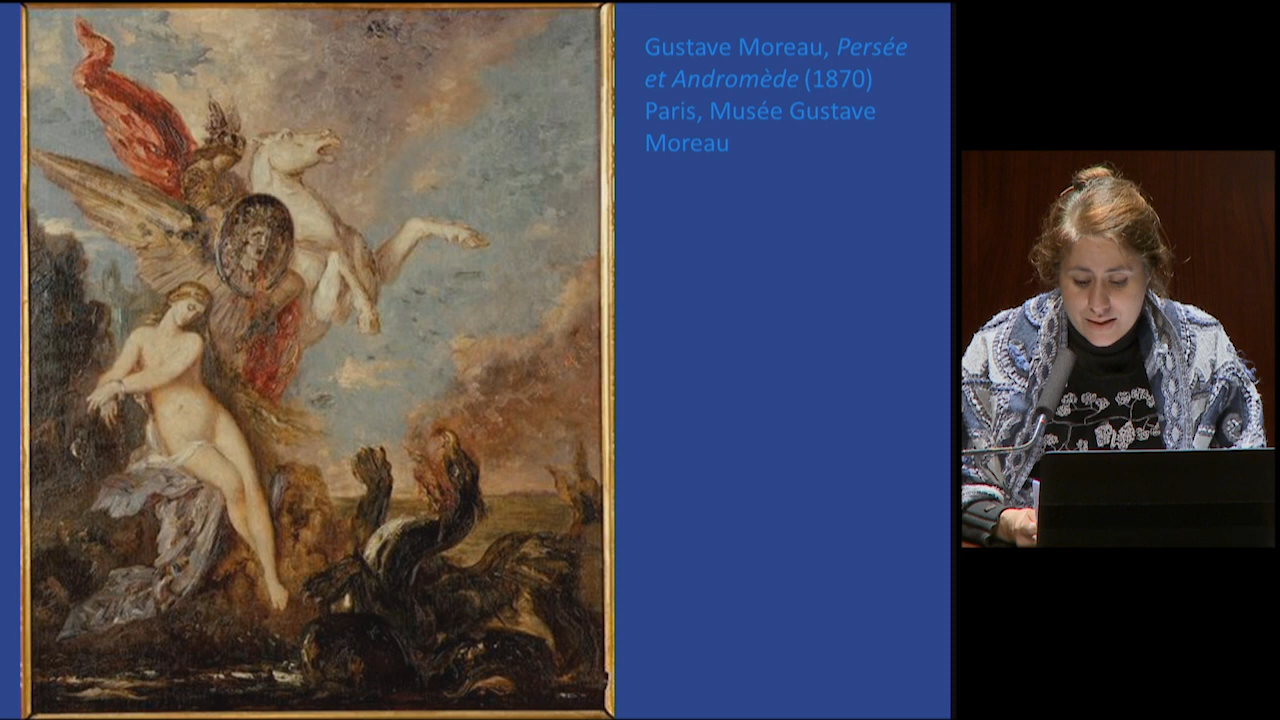 Gustave Moreau, Persée
et Andromède (1870)
Paris, Musée Gustave
Moreau